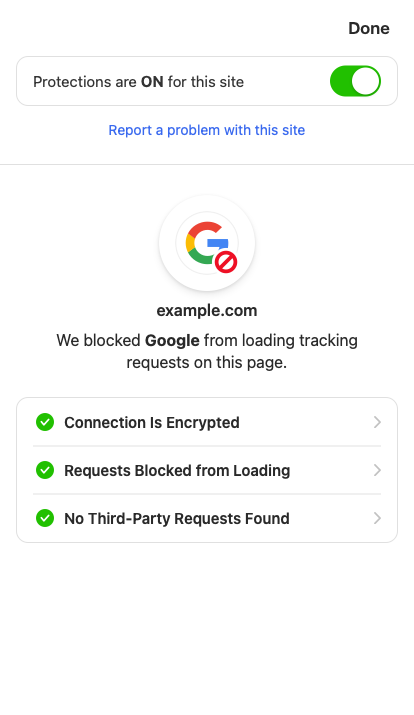 Done
Protections are ON for this site
Report a problem with this site
example.com
We blocked Google from loading tracking
requests on this page.
Connection Is Encrypted
Requests Blocked from Loading
No Third-Party Requests Found